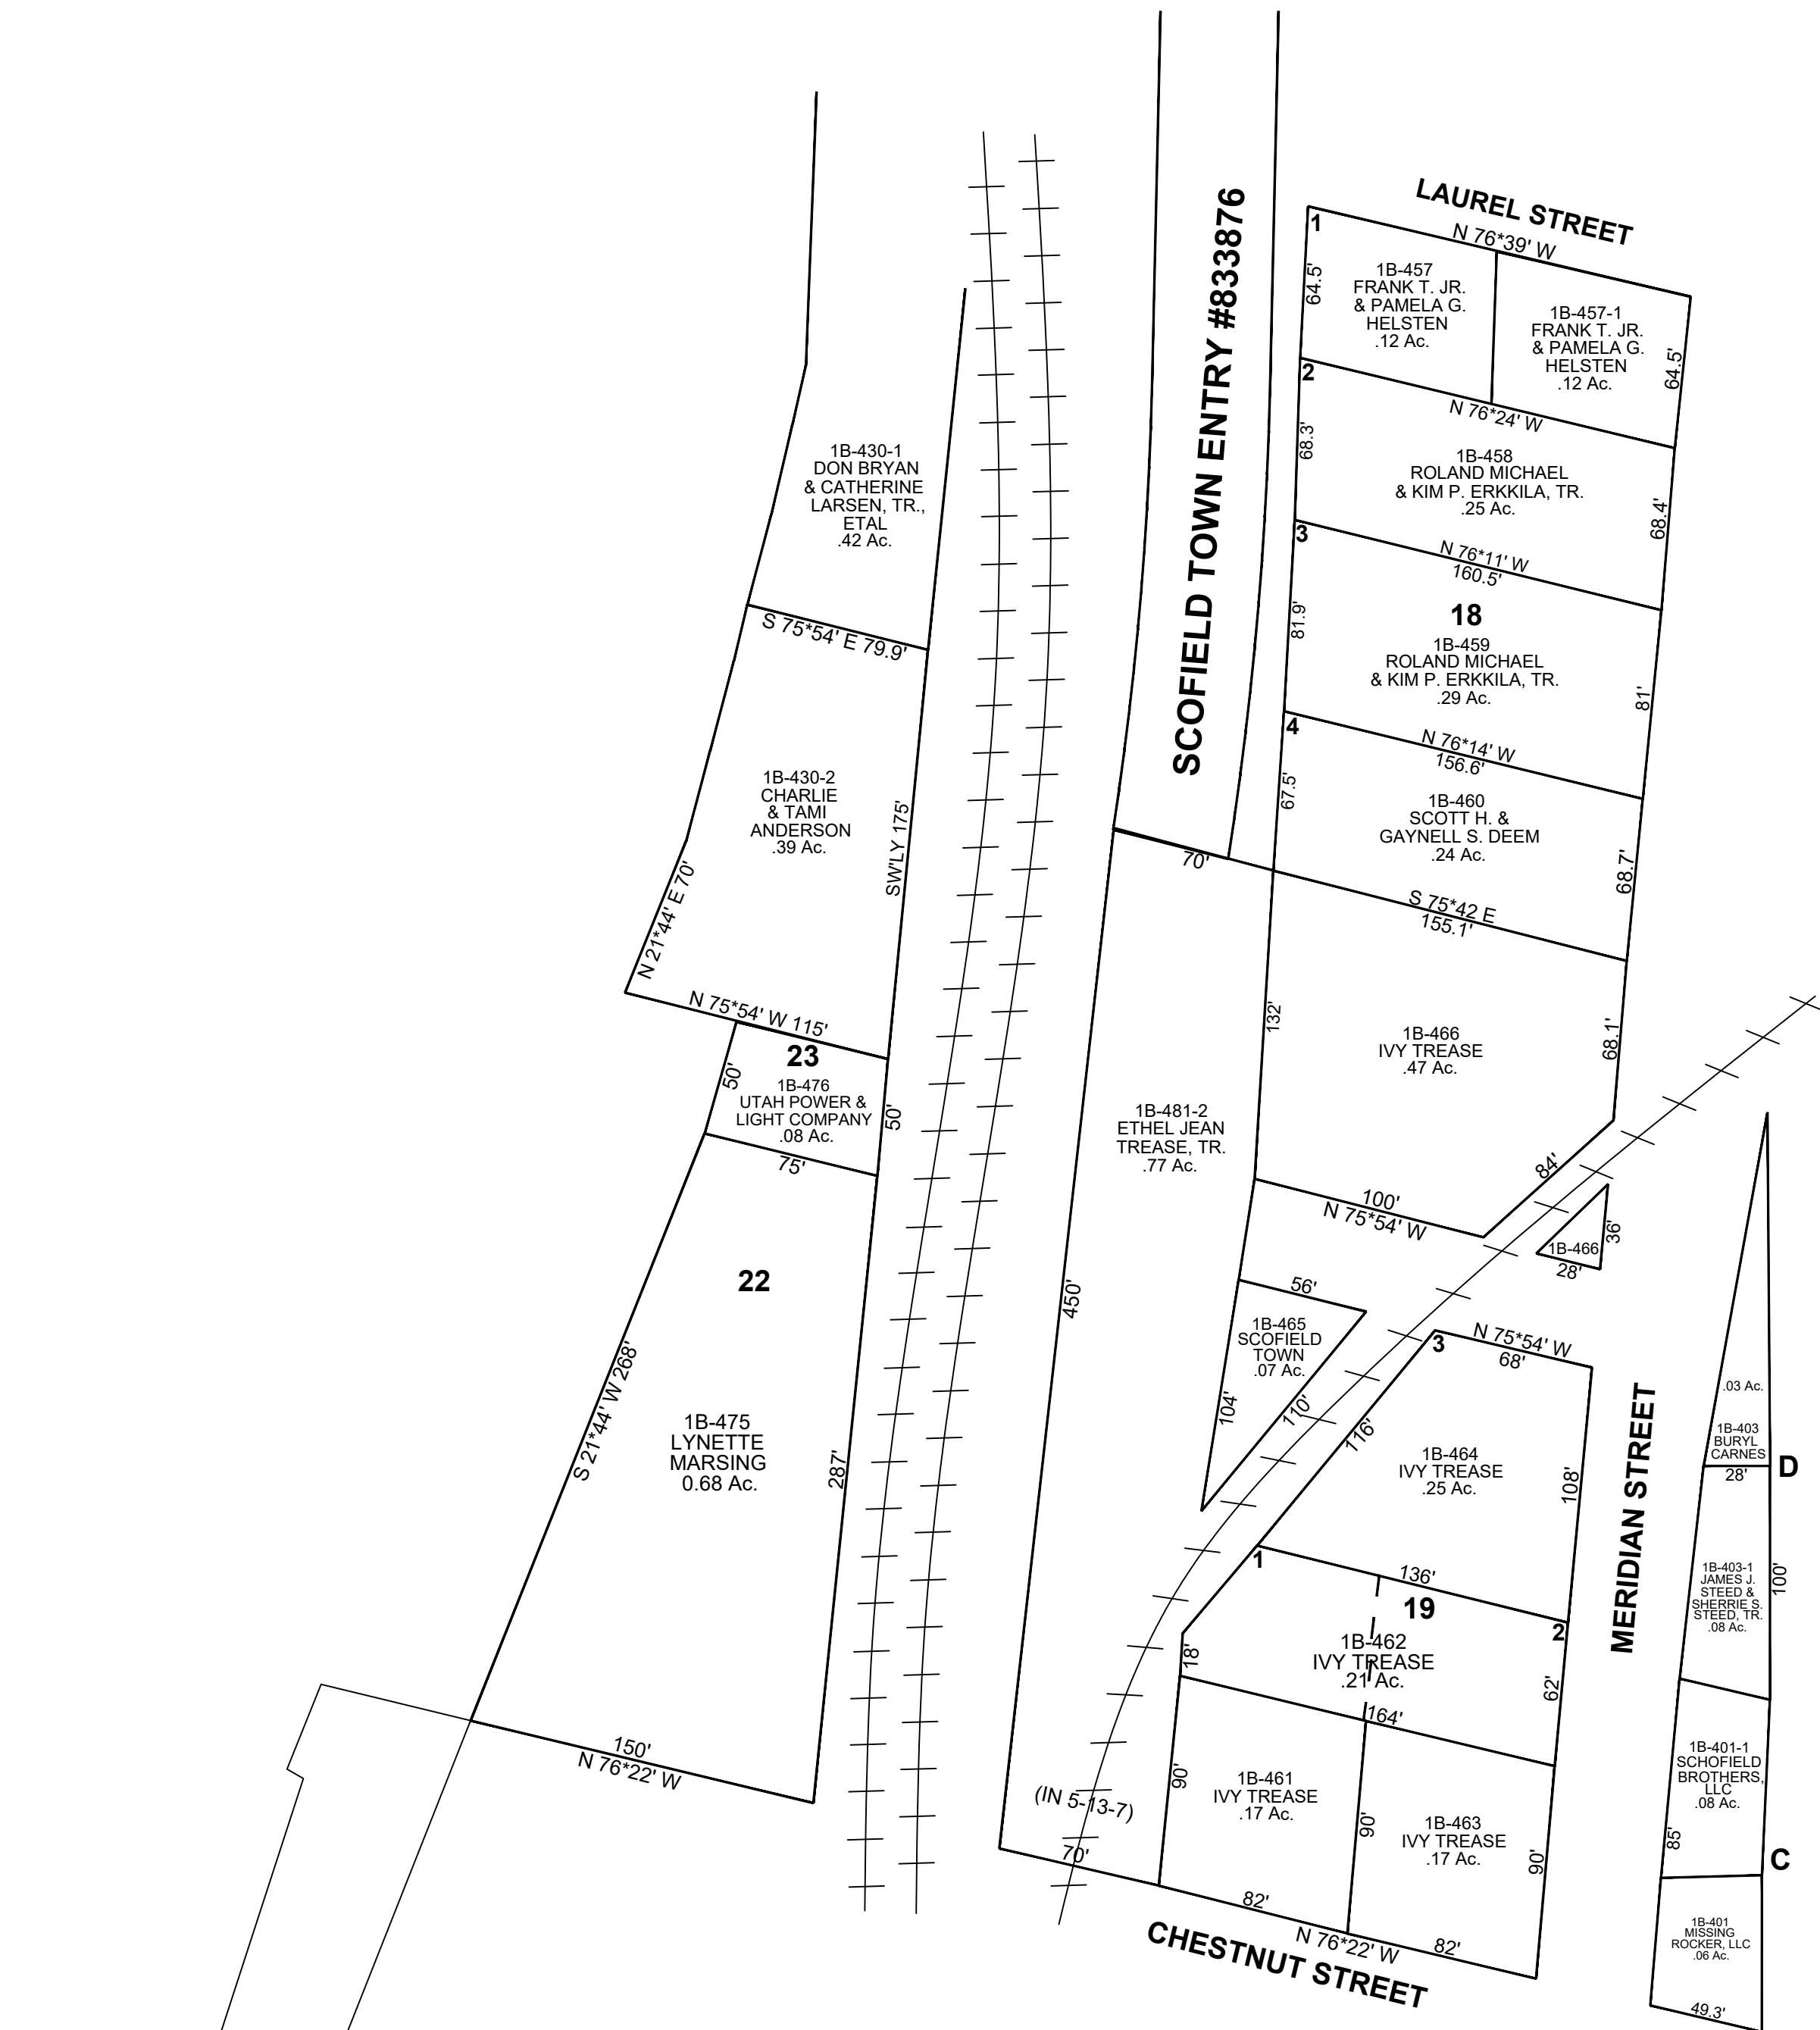 LAUREL STREET
N 76*39' W
1
64.5'
1B-457
FRANK T. JR.
& PAMELA G.
HELSTEN
.12 Ac.
1B-457-1
FRANK T. JR.
& PAMELA G.
HELSTEN
.12 Ac.
64.5'
SCOFIELD TOWN ENTRY #833876
2
N 76*24' W
68.3'
1B-458
ROLAND MICHAEL
& KIM P. ERKKILA, TR.
.25 Ac.
68.4'
1B-430-1
DON BRYAN
& CATHERINE
LARSEN, TR.,
ETAL
.42 Ac.
3
N 76*11' W
160.5'
18
81.9'
1B-459
ROLAND MICHAEL
& KIM P. ERKKILA, TR.
.29 Ac.
81'
S 75*54' E 79.9'
4
N 76*14' W
156.6'
67.5'
1B-460
SCOTT H. &
GAYNELL S. DEEM
.24 Ac.
68.7'
1B-430-2
CHARLIE
& TAMI
ANDERSON
.39 Ac.
SW'LY 175'
N 21*44' E 70'
70'
S 75*42 E
155.1'
N 75*54' W 115'
132'
1B-466
IVY TREASE
.47 Ac.
68.1'
23
50'
1B-476
UTAH POWER &
LIGHT COMPANY
.08 Ac.
50'
75'
1B-481-2
ETHEL JEAN
TREASE, TR.
.77 Ac.
84'
100'
N 75*54' W
1B-466
36'
28'
22
450'
56'
1B-465
SCOFIELD
TOWN
.07 Ac.
104'
110'
3
N 75*54' W
68'
116'
1B-464
IVY TREASE
.25 Ac.
108'
MERIDIAN STREET
.03 Ac.
1B-403
BURYL
CARNES
28'
D
S 21*44' W 268'
1B-475
LYNETTE
MARSING
0.68 Ac.
287'
1
136'
19
2
1B-462
IVY TREASE
.21 Ac.
18'
62'
164'
1B-403-1
JAMES J.
STEED &
SHERRIE S.
STEED, TR.
.08 Ac.
100'
150'
N 76*22' W
(IN 5-13-7)
70'
90'
1B-461
IVY TREASE
.17 Ac.
90'
1B-463
IVY TREASE
.17 Ac.
90'
1B-401-1
SCHOFIELD
BROTHERS,
LLC
.08 Ac.
85'
C
82'
N 76*22' W
82'
CHESTNUT STREET
1B-401
MISSING
ROCKER, LLC
.06 Ac.
49.3'